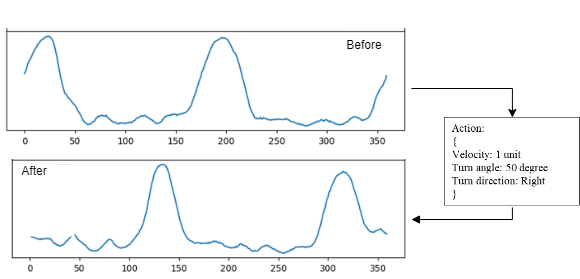 Before
0 50 100 150 200 250 300 350
Action:
{
Velocity: 1 unit
Turn angle: 50 degree
Turn direction: Right
}
After
0 50 100 150 200 250 300 350